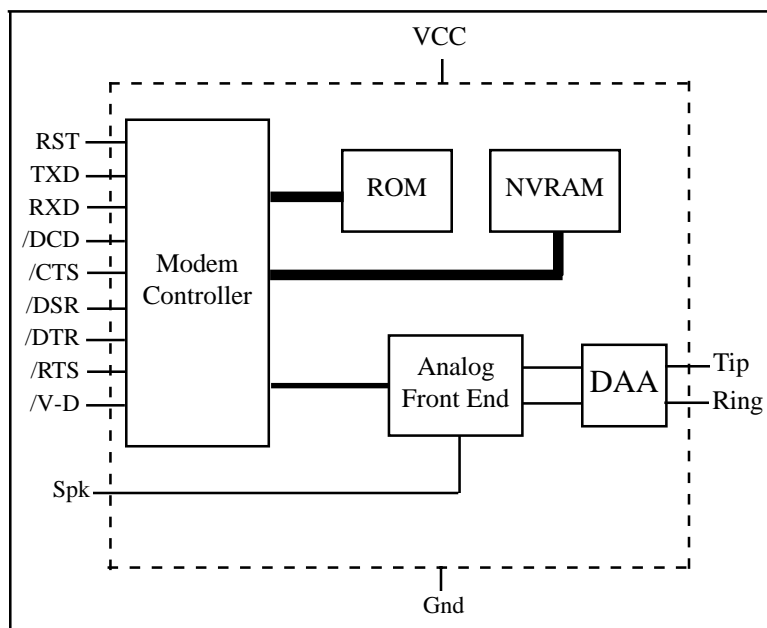 VCC
RST
TXD
RXD
/DCD
/CTS
/DSR
/DTR
/RTS
/V-D
Spk
Modem
Controller
ROM
NVRAM
Analog
Front End
DAA
Tip
Ring
Gnd